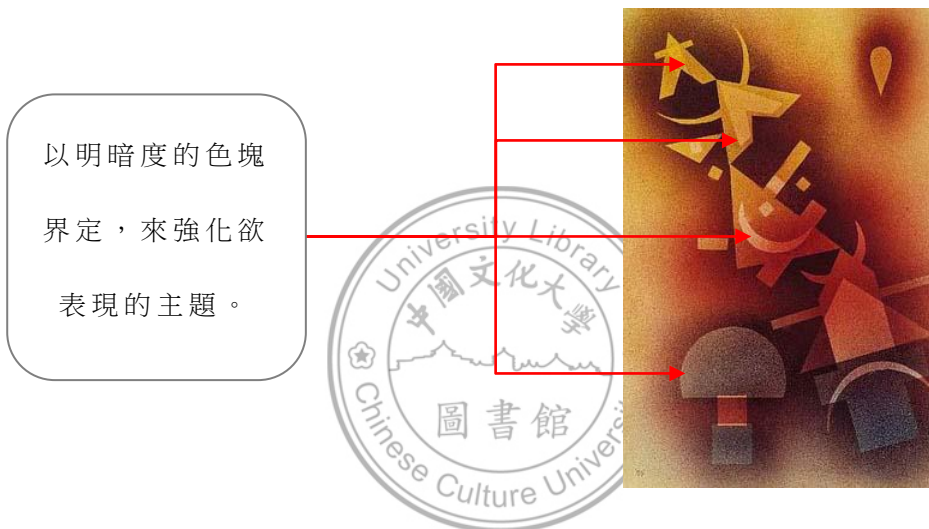 以明暗度的色塊
界定，來強化欲
表現的主題。
University Library
中國文化大學
圖書館
Chinese Culture University